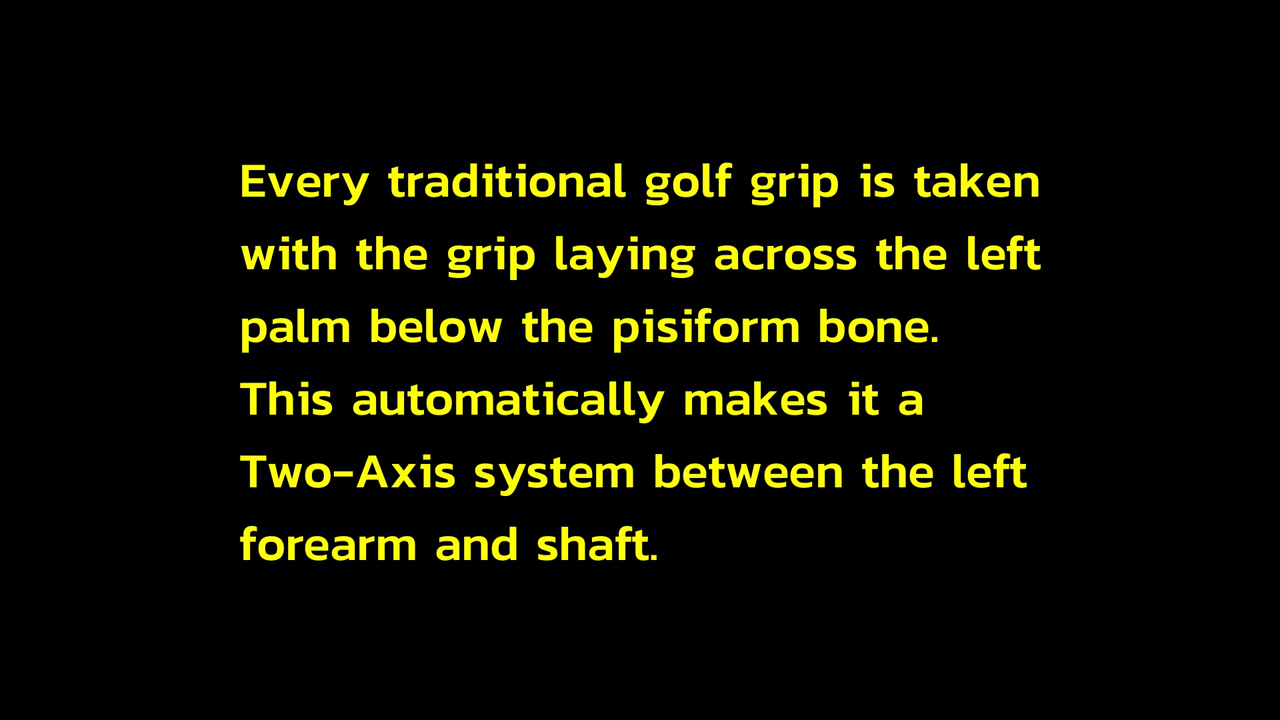 Every traditional golf grip is taken
with the grip laying across the left
palm below the pisiform bone.
This automatically makes it a
Two-Axis system between the left
forearm and shaft.